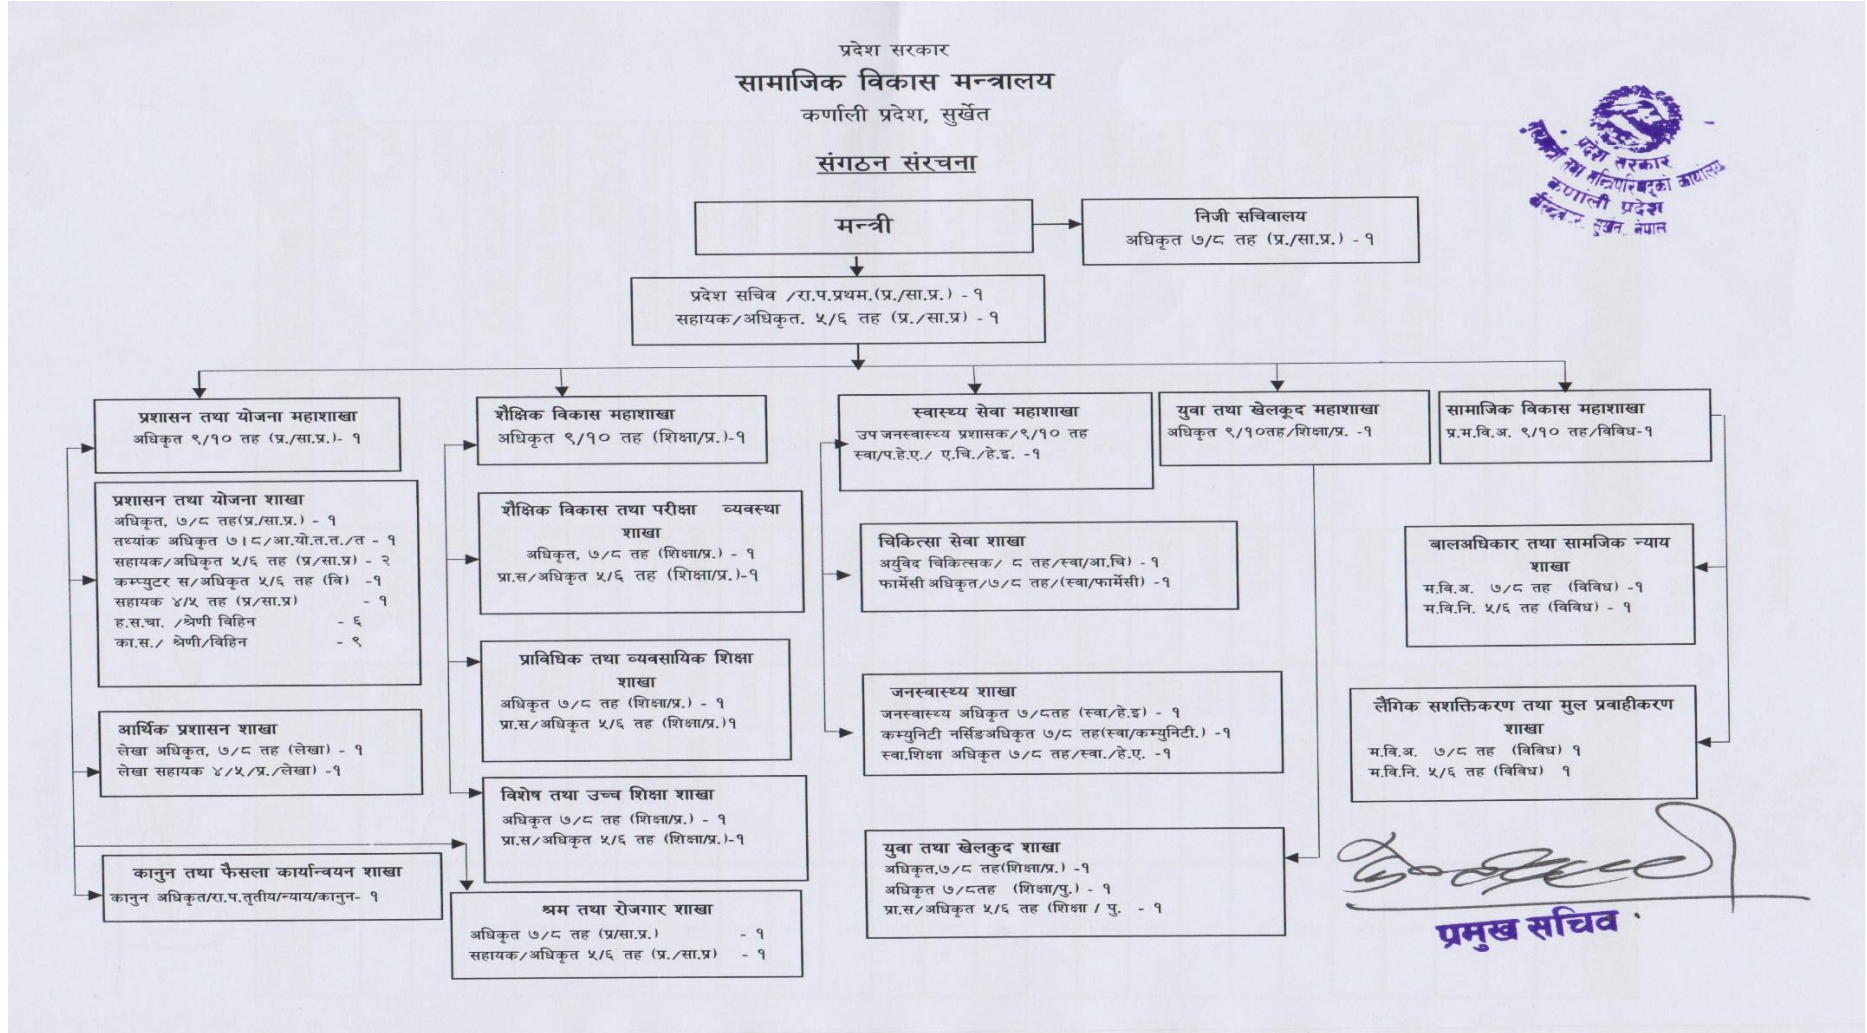 प्रदेश सरकार
सामाजिक विकास मन्त्रालय
कर्णाली प्रदेश, सुर्खेत
संगठन संरचना
प्रदेश सरकार
मन्त्रिपरिषद्को कार्यालय
कर्णाली प्रदेश
नेपाल
मन्त्री
निजी सचिवालय
अधिकृत ७/८ तह (प्र./सा.प्र.) - १
प्रदेश सचिव /रा.प.प्रथम.(प्र./सा.प्र.) - १
सहायक/अधिकृत. ५/६ तह (प्र./सा.प्र) - १
प्रशासन तथा योजना महाशाखा
अधिकृत ९/१० तह (प्र./सा.प्र.)- १
प्रशासन तथा योजना शाखा
अधिकृत, ७/८ तह(प्र./सा.प्र.) - १
तथ्यांक अधिकृत ७।८/आ.यो.त.त./त - १
सहायक/अधिकृत ५/६ तह (प्र/सा.प्र) - २
कम्प्युटर स/अधिकृत ५/६ तह (वि) -१
सहायक ४/५ तह (प्र/सा.प्र) - १
ह.स.चा. /श्रेणी विहिन - ६
का.स./ श्रेणी/विहिन - ९
आर्थिक प्रशासन शाखा
लेखा अधिकृत, ७/८ तह (लेखा) - १
लेखा सहायक ४/५/प्र./लेखा) -१
कानुन तथा फैसला कार्यान्वयन शाखा
कानुन अधिकृत/रा.प.तृतीय/न्याय/कानुन- १
शैक्षिक विकास महाशाखा
अधिकृत ९/१० तह (शिक्षा/प्र.)-१
शैक्षिक विकास तथा परीक्षा व्यवस्था
शाखा
अधिकृत, ७/८ तह (शिक्षा/प्र.) - १
प्रा.स/अधिकृत ५/६ तह (शिक्षा/प्र.)-१
प्राविधिक तथा व्यवसायिक शिक्षा
शाखा
अधिकृत ७/८ तह (शिक्षा/प्र.) - १
प्रा.स/अधिकृत ५/६ तह (शिक्षा/प्र.)१
विशेष तथा उच्च शिक्षा शाखा
अधिकृत ७/८ तह (शिक्षा/प्र.) - १
प्रा.स/अधिकृत ५/६ तह (शिक्षा/प्र.)-१
श्रम तथा रोजगार शाखा
अधिकृत ७/८ तह (प्र/सा.प्र.) - १
सहायक/अधिकृत ५/६ तह (प्र./सा.प्र) - १
स्वास्थ्य सेवा महाशाखा
उप जनस्वास्थ्य प्रशासक/९/१० तह
स्वा/प.हे.ए./ ए.चि./हे.इ. -१
चिकित्सा सेवा शाखा
अर्युवेद चिकित्सक/ ८ तह/स्वा/आ.चि) - १
फार्मेसी अधिकृत/७/८ तह/(स्वा/फार्मेसी) -१
जनस्वास्थ्य शाखा
जनस्वास्थ्य अधिकृत ७/८तह (स्वा/हे.इ) - १
कम्युनिटी नर्सिङअधिकृत ७/८ तह(स्वा/कम्युनिटी.) -१
स्वा.शिक्षा अधिकृत ७/८ तह/स्वा./हे.ए. -१
युवा तथा खेलकूद महाशाखा
अधिकृत ९/१०तह/शिक्षा/प्र. -१
युवा तथा खेलकुद शाखा
अधिकृत,७/८ तह(शिक्षा/प्र.) -१
अधिकृत ७/८तह (शिक्षा/पु.) - १
प्रा.स/अधिकृत ५/६ तह (शिक्षा / पु. - १
सामाजिक विकास महाशाखा
प्र.म.वि.अ. ९/१० तह/विविध-१
बालअधिकार तथा सामजिक न्याय
शाखा
म.वि.अ. ७/८ तह (विविध) -१
म.वि.नि. ५/६ तह (विविध) - १
लैगिक सशक्तिकरण तथा मुल प्रवाहीकरण
शाखा
म.वि.अ. ७/८ तह (विविध) १
म.वि.नि. ५/६ तह (विविध) १
प्रमुख सचिव